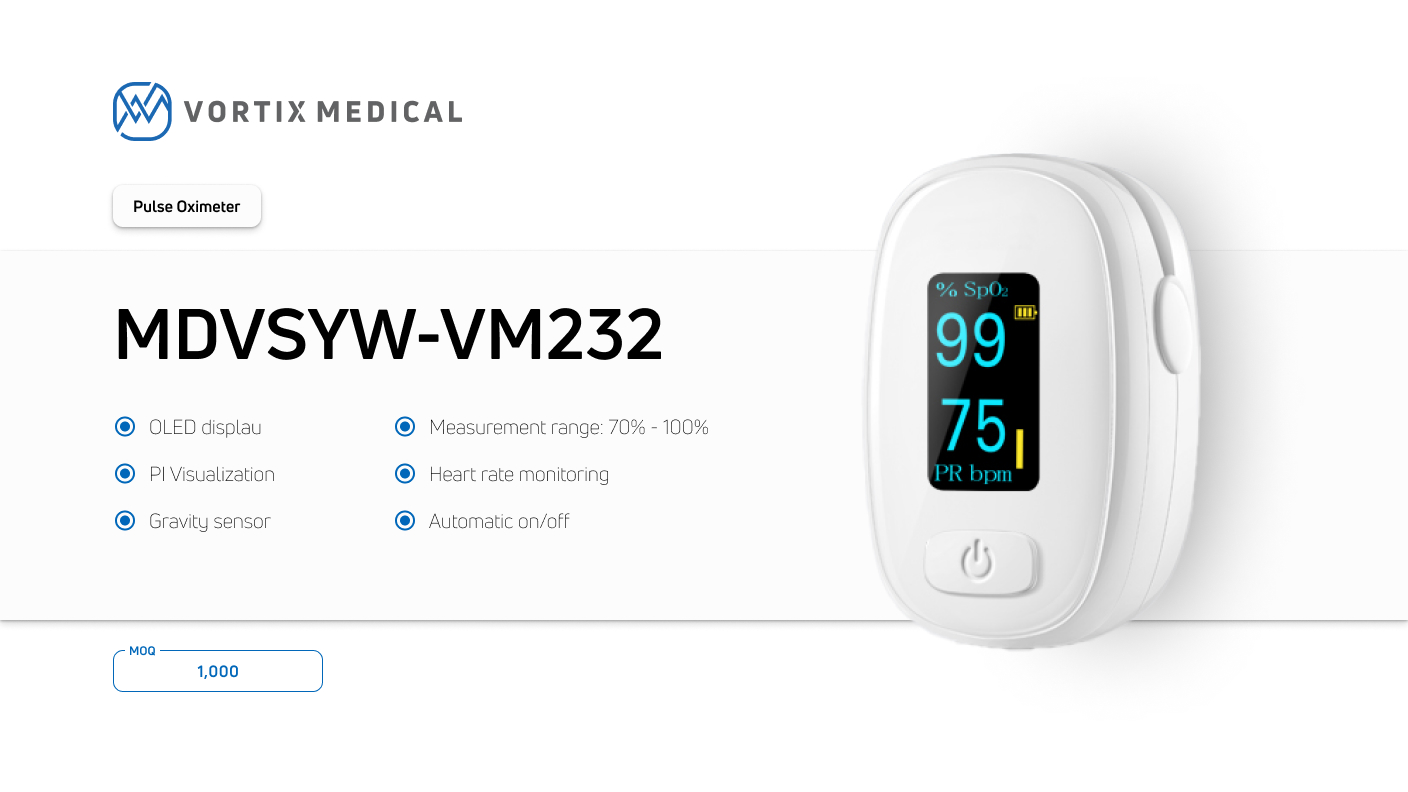 VORTIX MEDICAL
Pulse Oximeter
MDVSYW-VM232
OLED displau
PI Visualization
Gravity sensor
Measurement range: 70% - 100%
Heart rate monitoring
Automatic on/off
MOQ
1,000
% SpO₂
99
75
PR bpm